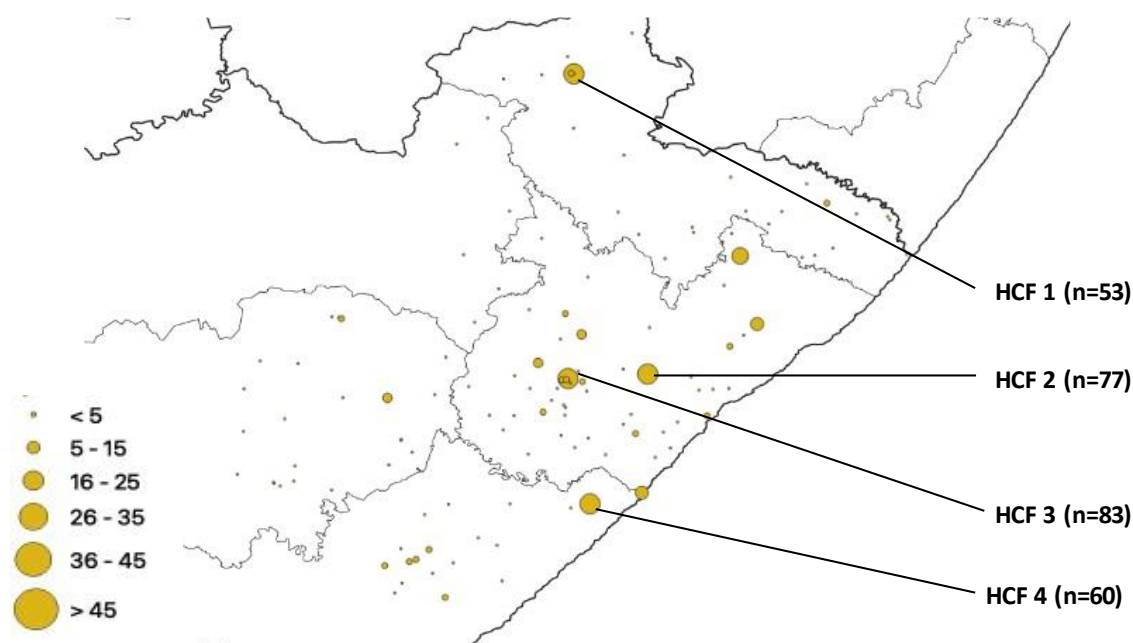 HCF 1 (n=53)
HCF 2 (n=77)
< 5
5 - 15
16 - 25
26 - 35
HCF 3 (n=83)
36 - 45
HCF 4 (n=60)
> 45